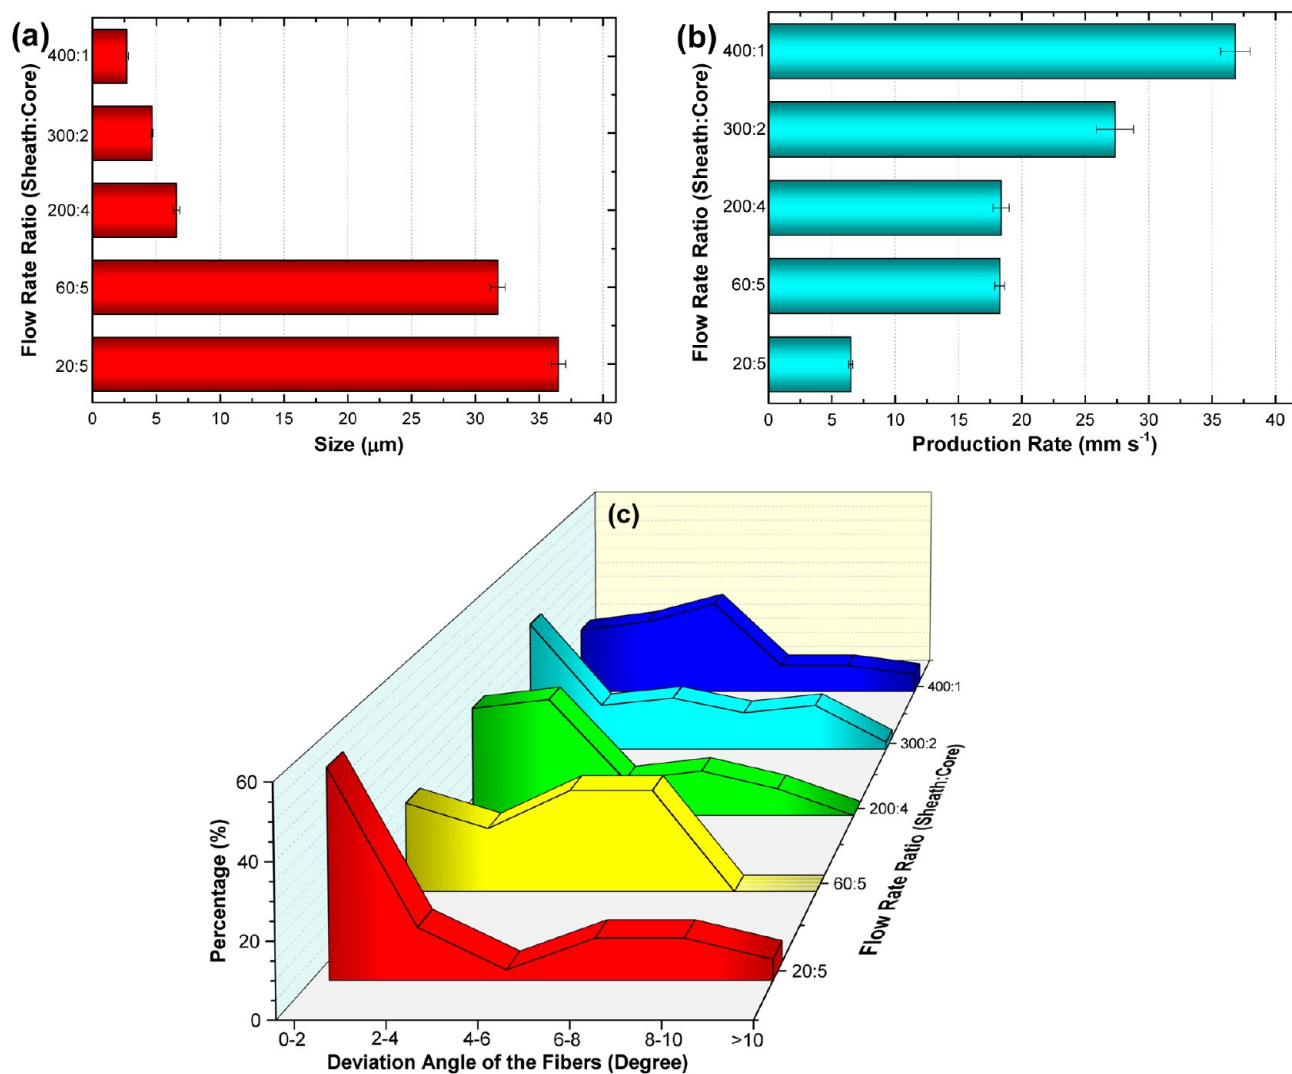 (a)
Flow Rate Ratio (Sheath:Core)
400:1
300:2
200:4
60:5
20:5
0 5 10 15 20 25 30 35 40
Size (μm)
(b)
Flow Rate Ratio (Sheath:Core)
400:1
300:2
200:4
60:5
20:5
0 5 10 15 20 25 30 35 40
Production Rate (mm s⁻¹)
(c)
Percentage (%)
60
40
20
0
0-2 2-4 4-6 6-8 8-10 >10
Deviation Angle of the Fibers (Degree)
400:1
300:2
200:4
60:5
20:5
Flow Rate Ratio (Sheath:Core)